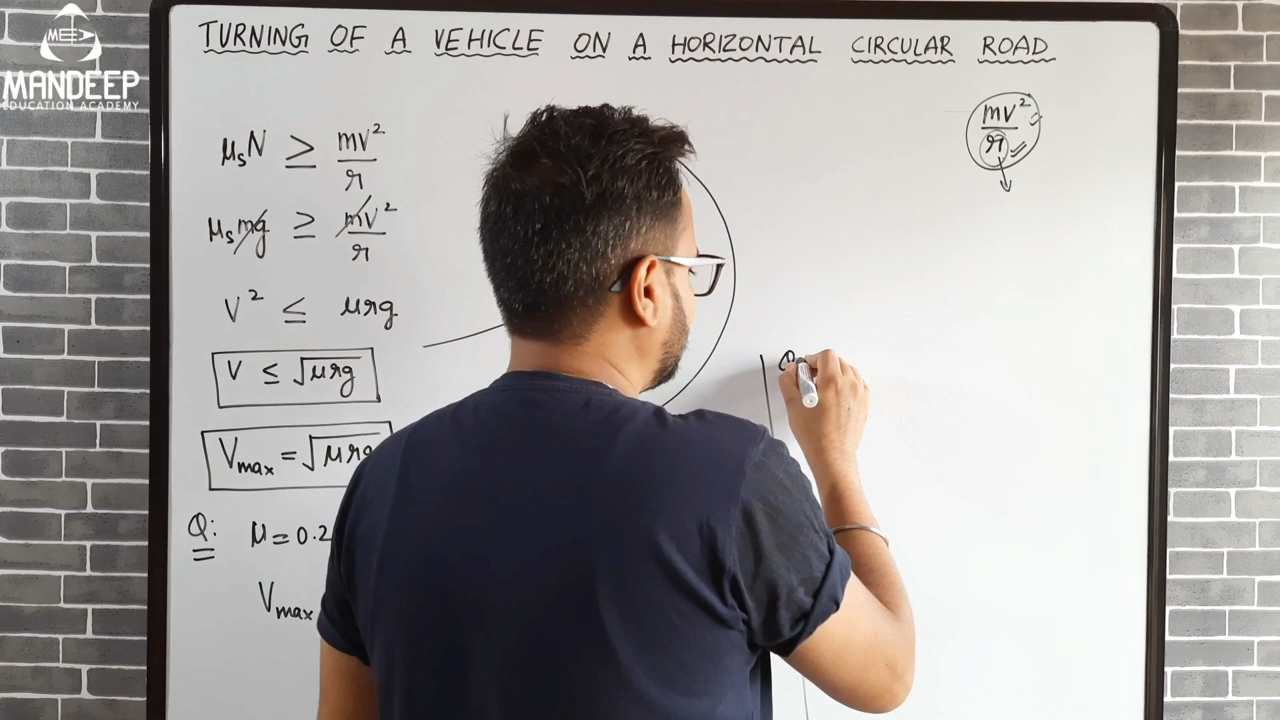 MEEA
MANDEEP
EDUCATION ACADEMY
TURNING OF A VEHICLE ON A HORIZONTAL CIRCULAR ROAD
mv²/r
μsN ≥ mv²/r
μsmg ≥ mv²/r
V² ≤ μrg
V ≤ √μrg
Vmax = √μrg
Q: μ = 0.2
Vmax